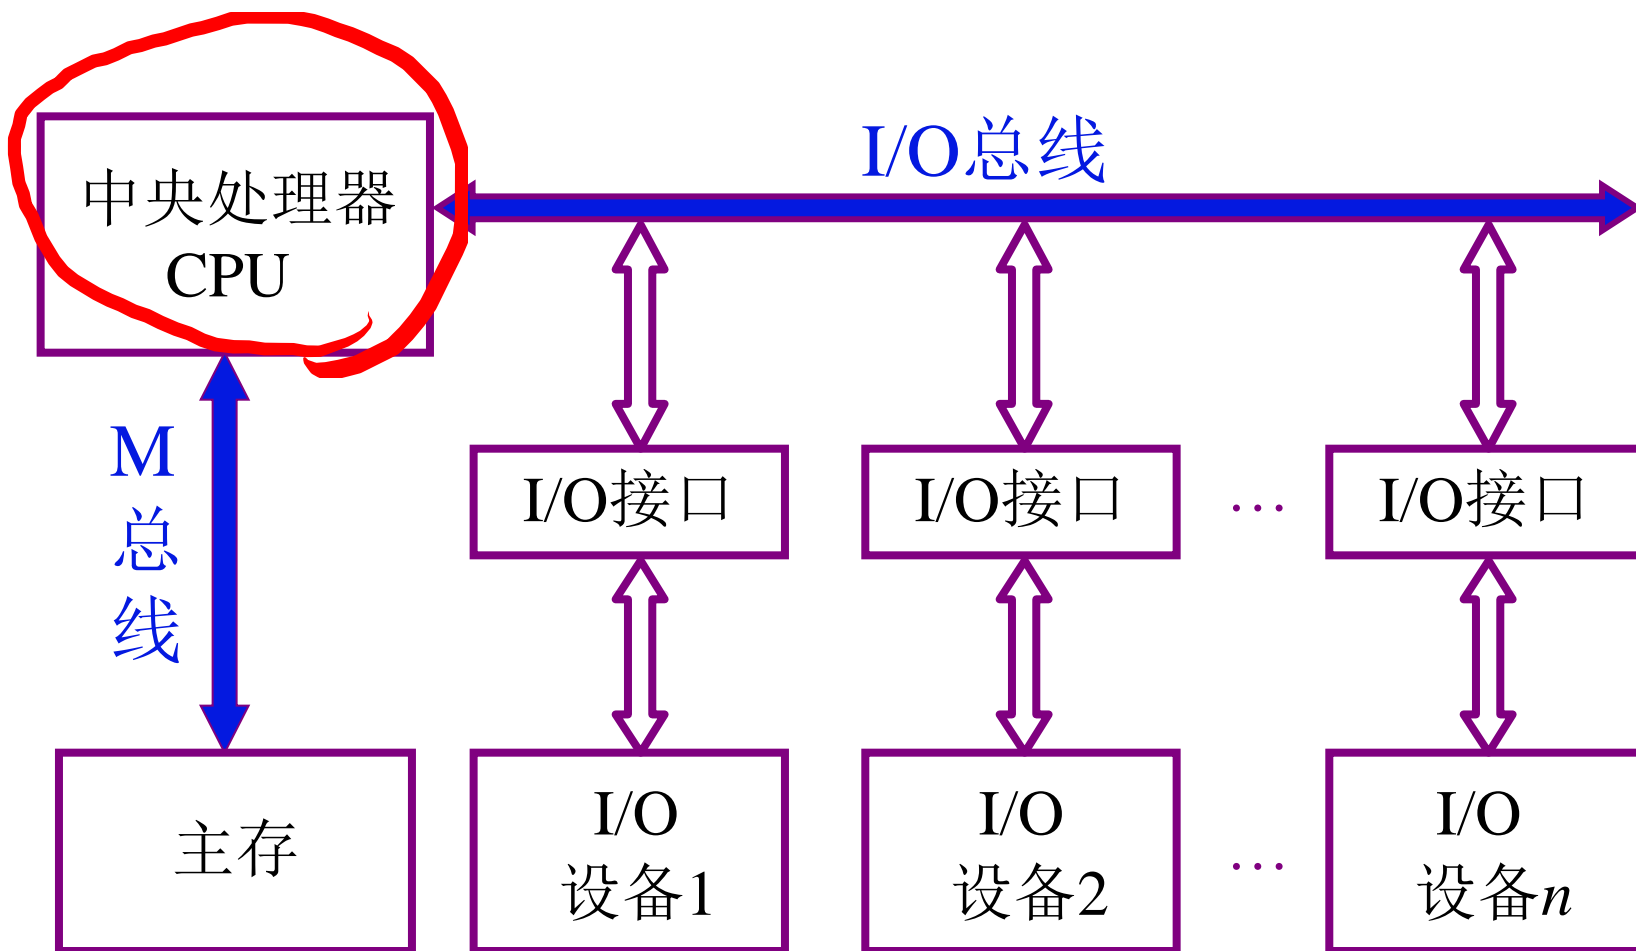 I/O总线
中央处理器
CPU
M
总
线
I/O接口
I/O接口
…
I/O接口
主存
I/O
设备1
I/O
设备2
…
I/O
设备n